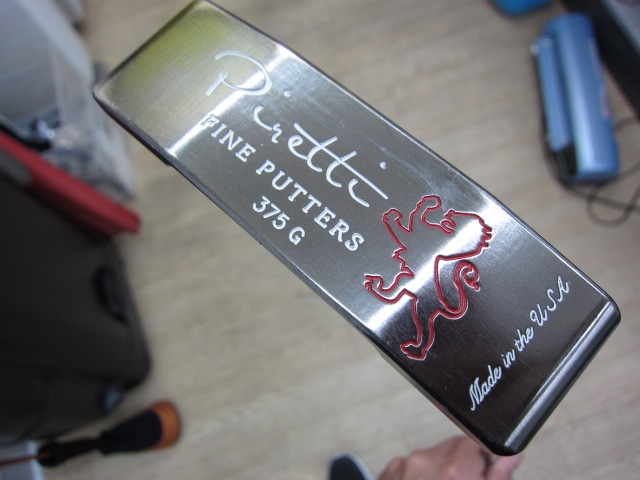 Piretti
FINE PUTTERS
375 G
Made in the USA